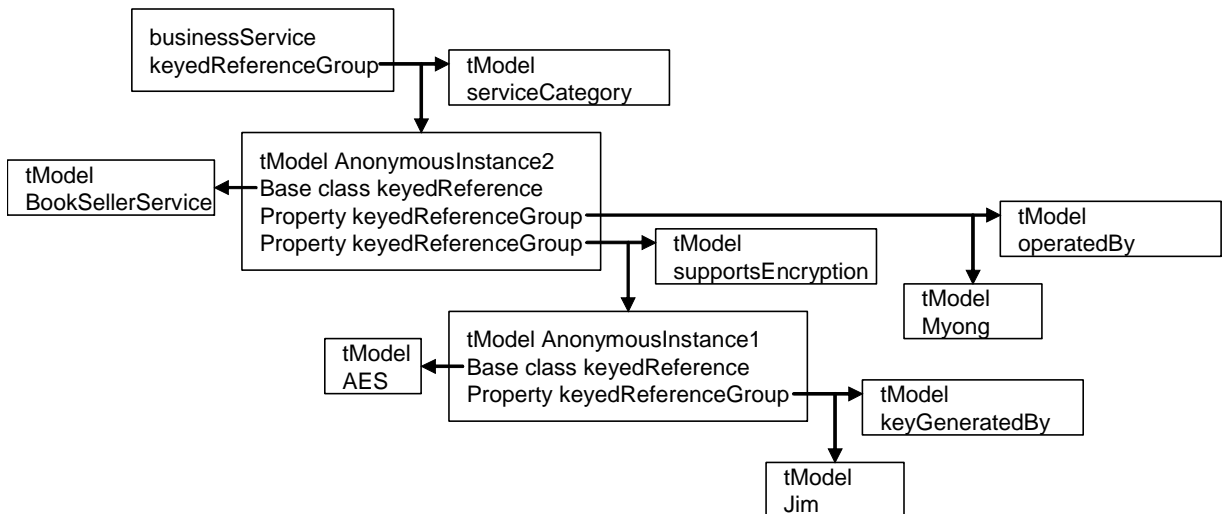 businessService
keyedReferenceGroup
tModel
serviceCategory
tModel AnonymousInstance2
Base class keyedReference
Property keyedReferenceGroup
Property keyedReferenceGroup
tModel
BookSellerService
tModel
operatedBy
tModel
supportsEncryption
tModel
Myong
tModel AnonymousInstance1
Base class keyedReference
Property keyedReferenceGroup
tModel
AES
tModel
keyGeneratedBy
tModel
Jim